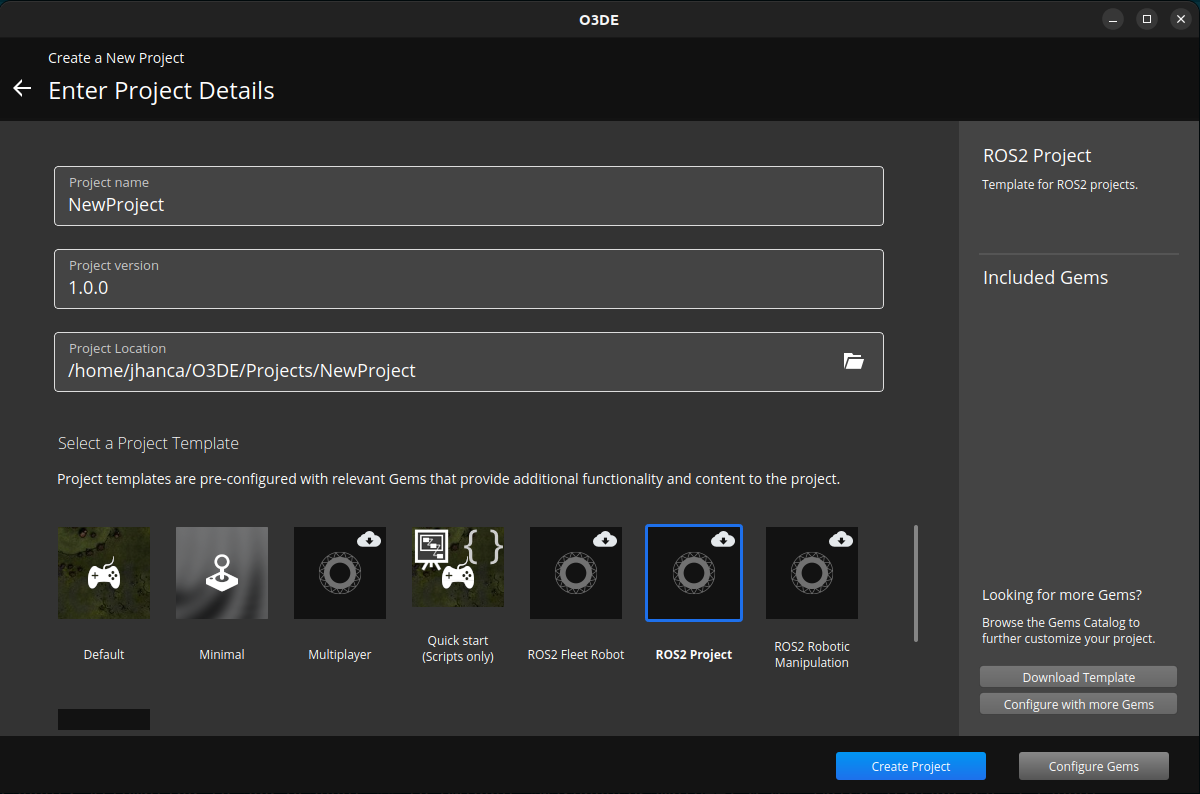 O3DE
Create a New Project
Enter Project Details
Project name
NewProject
Project version
1.0.0
Project Location
/home/jhanca/O3DE/Projects/NewProject
Select a Project Template
Project templates are pre-configured with relevant Gems that provide additional functionality and content to the project.
Default
Minimal
Multiplayer
Quick start
(Scripts only)
ROS2 Fleet Robot
ROS2 Project
ROS2 Robotic
Manipulation
ROS2 Project
Template for ROS2 projects.
Included Gems
Looking for more Gems?
Browse the Gems Catalog to
further customize your project.
Download Template
Configure with more Gems
Create Project
Configure Gems